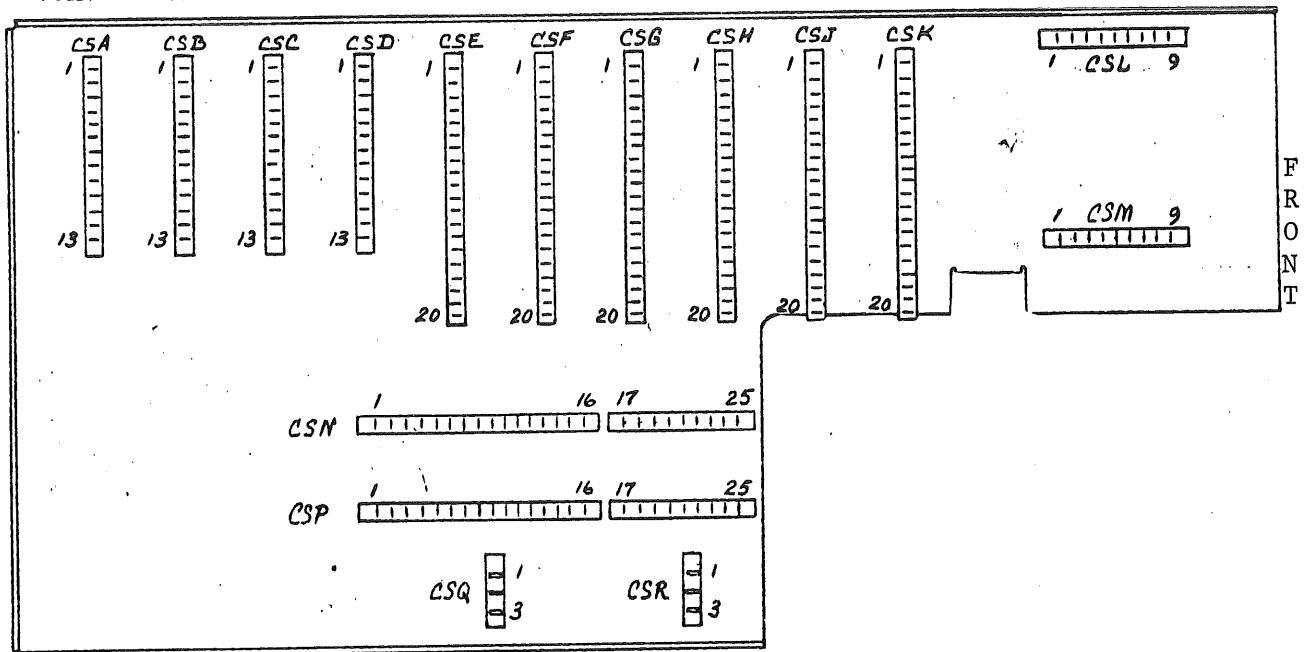 CSA CSB CSC CSD CSE CSF CSG CSH CSJ CSK
1 1 1 1 1 1 1 1 1 1
1 CSL 9
13 13 13 13
1 CSM 9
20 20 20 20 20 20
FRONT
1 16 17 25
CSN
1 16 17 25
CSP
CSQ 1 3
CSR 1 3